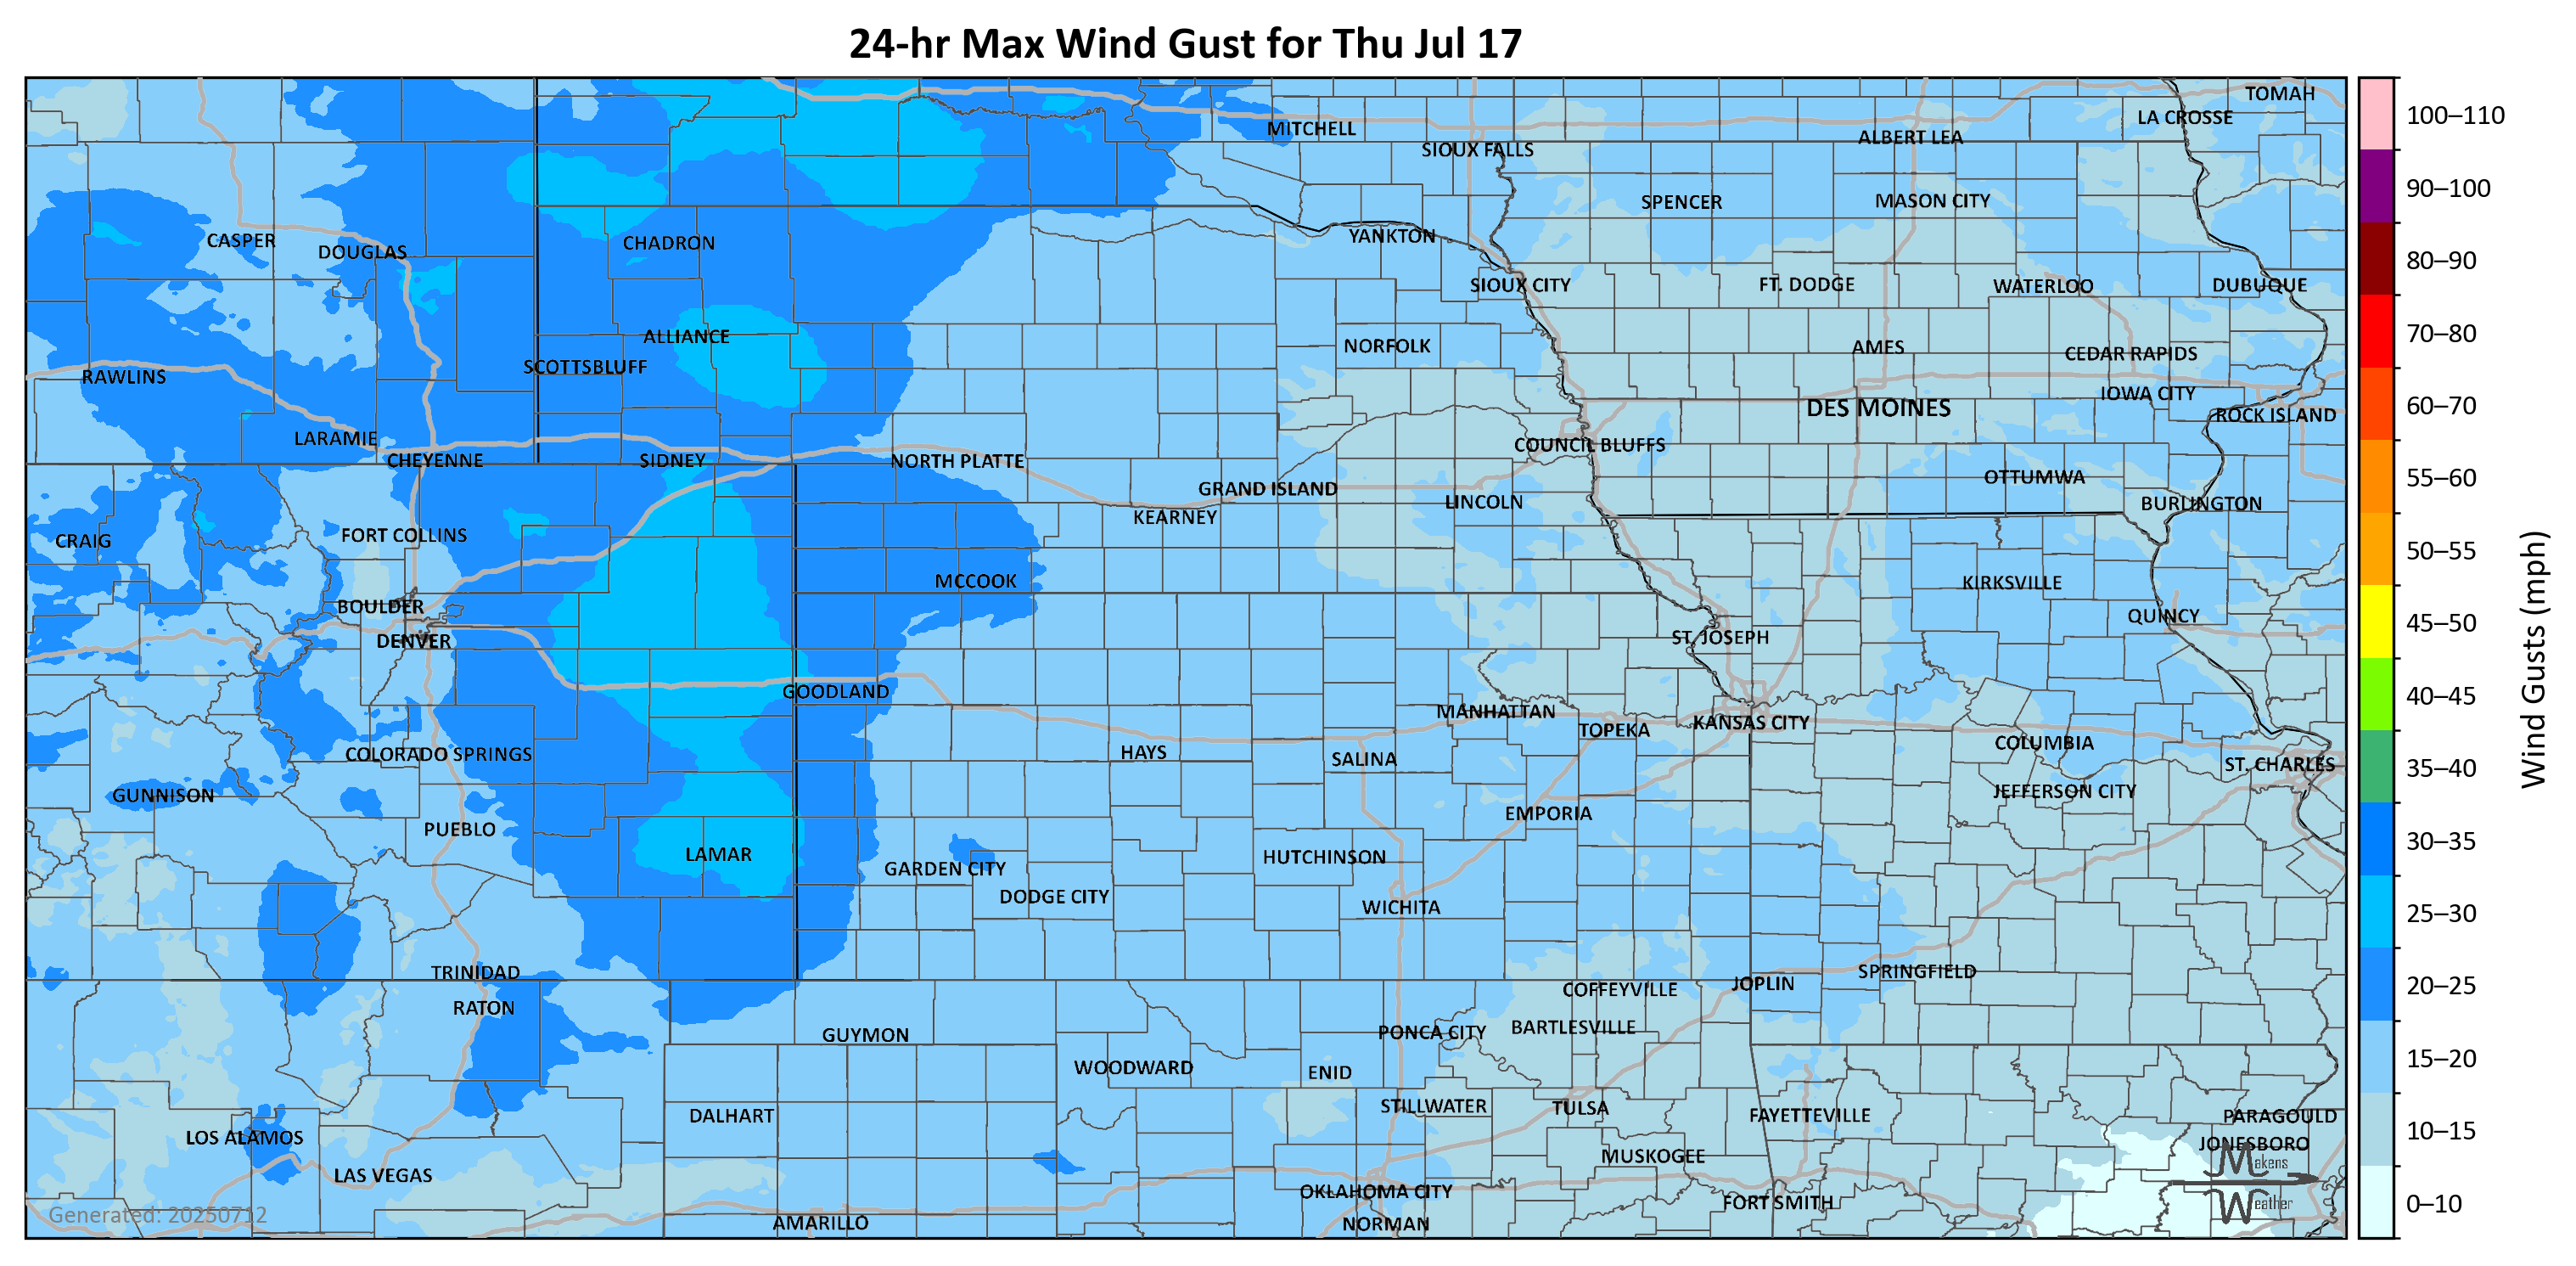 24-hr Max Wind Gust for Thu Jul 17
TOMAH
LA CROSSE
MITCHELL
ALBERT LEA
SIOUX FALLS
SPENCER
MASON CITY
CASPER
DOUGLAS
CHADRON
YANKTON
SIOUX CITY
FT. DODGE
WATERLOO
DUBUQUE
ALLIANCE
NORFOLK
AMES
CEDAR RAPIDS
SCOTTSBLUFF
RAWLINS
IOWA CITY
DES MOINES
ROCK ISLAND
LARAMIE
COUNCIL BLUFFS
CHEYENNE
SIDNEY
NORTH PLATTE
OTTUMWA
GRAND ISLAND
LINCOLN
BURLINGTON
KEARNEY
FORT COLLINS
CRAIG
MCCOOK
KIRKSVILLE
BOULDER
QUINCY
DENVER
ST. JOSEPH
GOODLAND
MANHATTAN
KANSAS CITY
TOPEKA
COLUMBIA
COLORADO SPRINGS
HAYS
SALINA
ST. CHARLES
GUNNISON
JEFFERSON CITY
EMPORIA
PUEBLO
LAMAR
HUTCHINSON
GARDEN CITY
DODGE CITY
WICHITA
TRINIDAD
SPRINGFIELD
JOPLIN
COFFEYVILLE
RATON
BARTLESVILLE
GUYMON
PONCA CITY
WOODWARD
ENID
STILLWATER
TULSA
DALHART
FAYETTEVILLE
PARAGOULD
LOS ALAMOS
JONESBORO
MUSKOGEE
LAS VEGAS
OKLAHOMA CITY
FORT SMITH
AMARILLO
NORMAN
Generated: 20250712
Makens
Weather
100–110
90–100
80–90
70–80
60–70
55–60
50–55
45–50
40–45
35–40
30–35
25–30
20–25
15–20
10–15
0–10
Wind Gusts (mph)